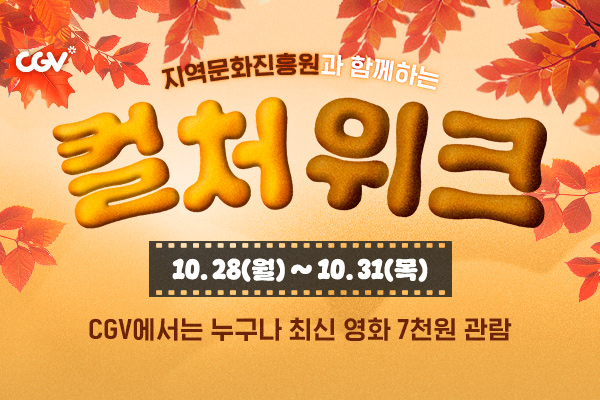 CGV
지역문화진흥원과 함께하는
컬처위크
10. 28(월) ~ 10. 31(목)
CGV에서는 누구나 최신 영화 7천원 관람